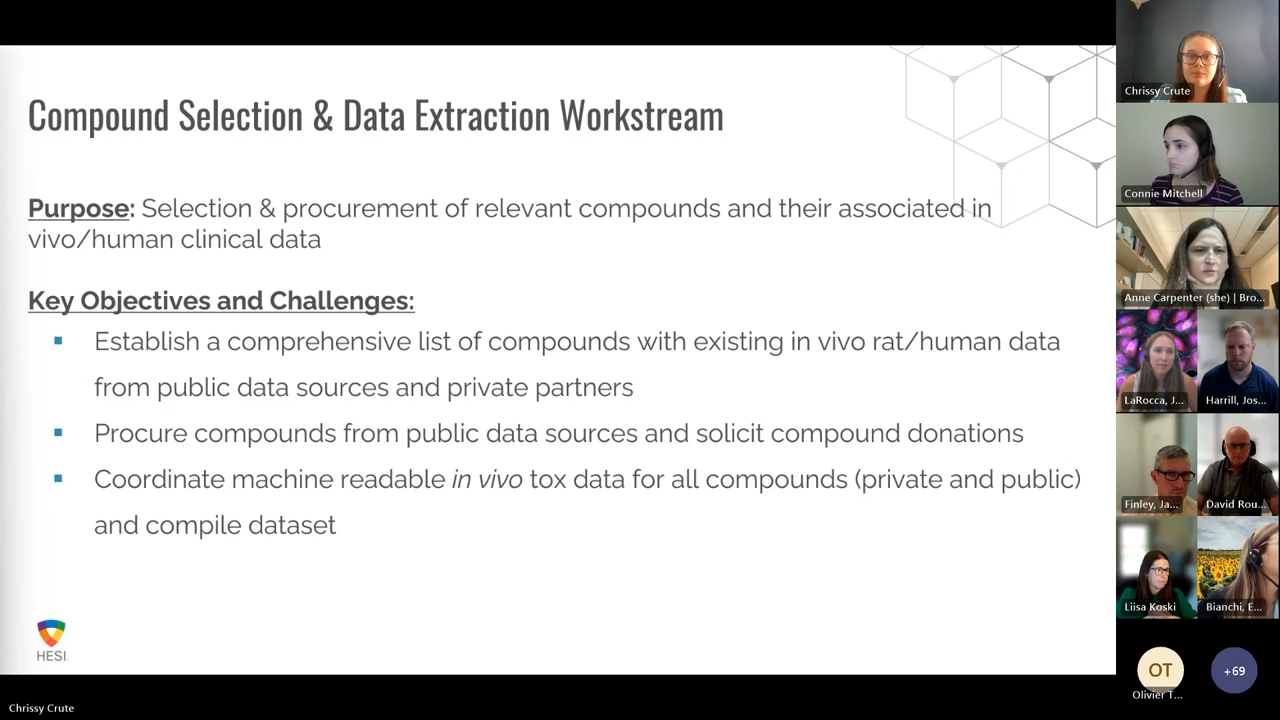 Compound Selection & Data Extraction Workstream
Purpose: Selection & procurement of relevant compounds and their associated in
vivo/human clinical data
Key Objectives and Challenges:
Establish a comprehensive list of compounds with existing in vivo rat/human data
from public data sources and private partners
Procure compounds from public data sources and solicit compound donations
Coordinate machine readable in vivo tox data for all compounds (private and public)
and compile dataset
HESI
Chrissy Crute
Chrissy Crute
Connie Mitchell
Anne Carpenter (she) | Bro...
LaRocca, J...
Harrill, Jos...
Finley, Ja...
David Rou...
Liisa Koski
Bianchi, E...
OT
Olivier T...
+69